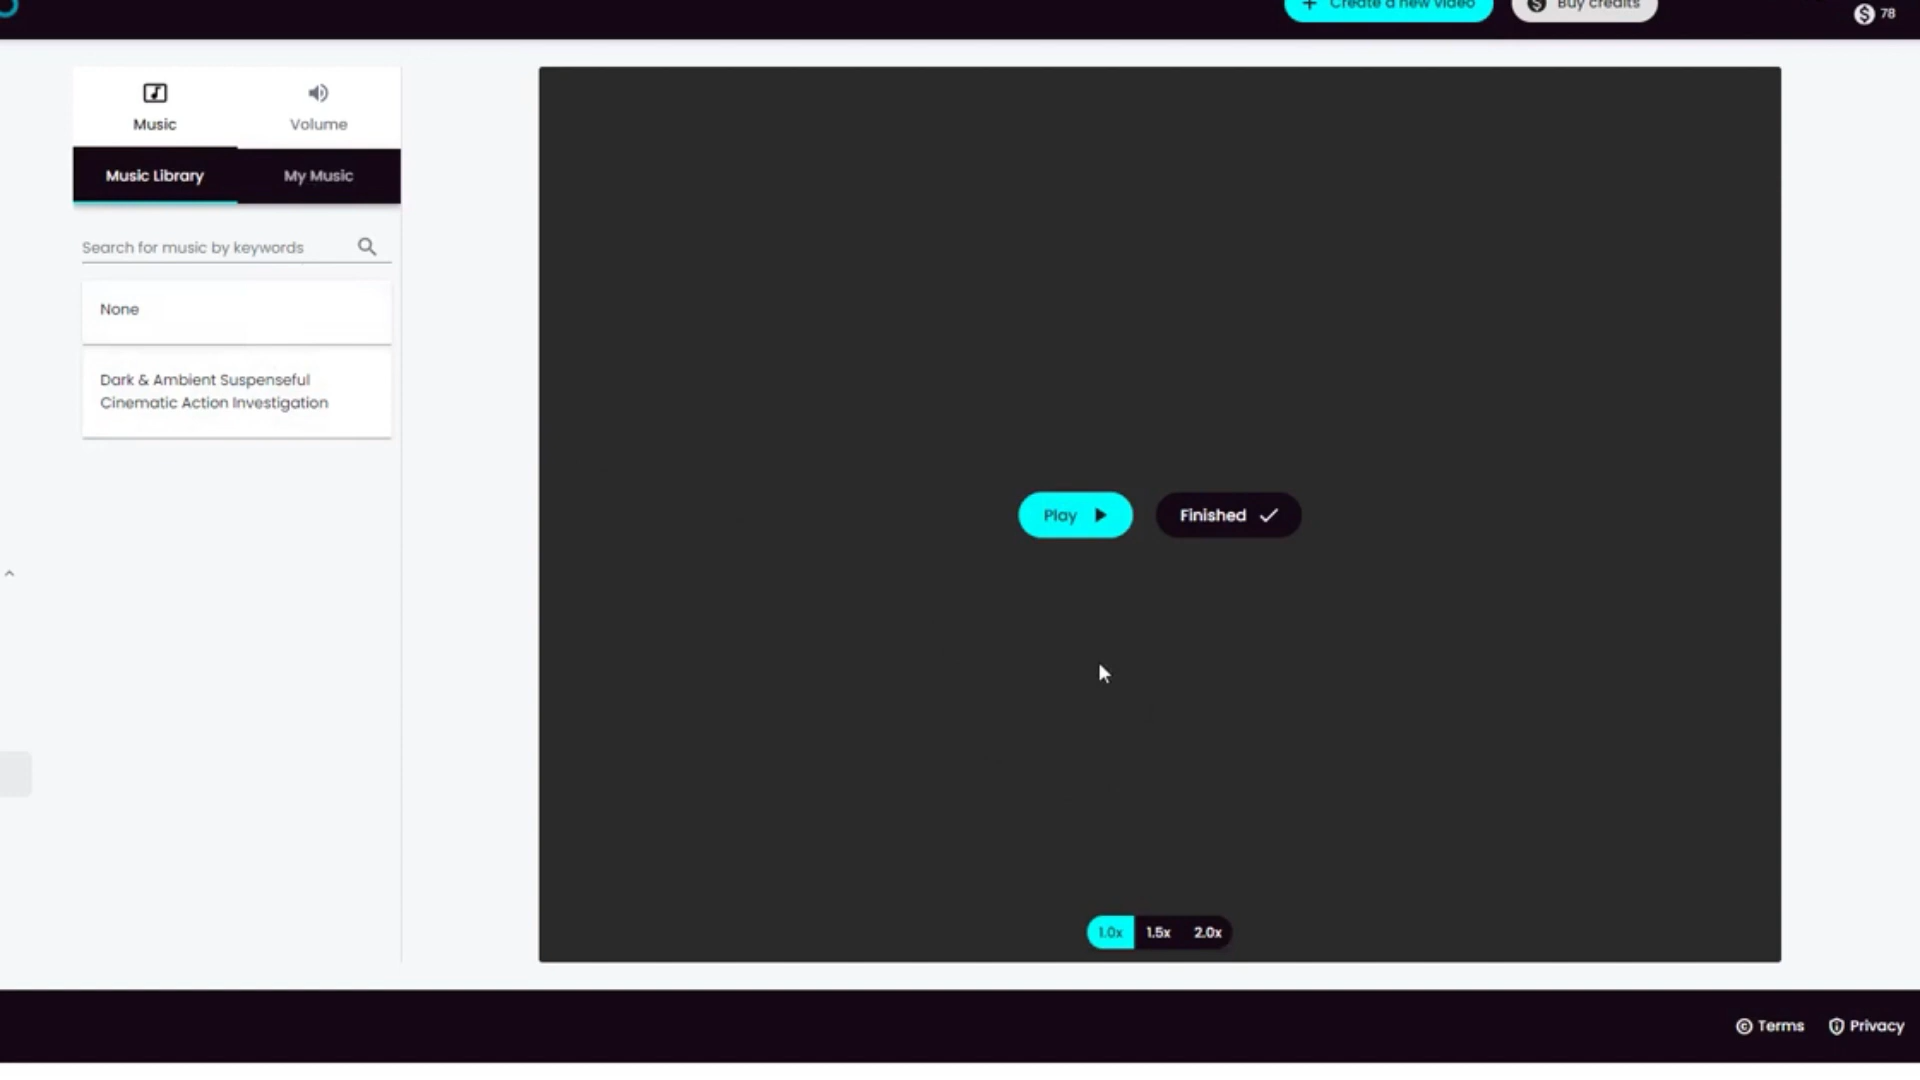 Create a new video
Buy credits
78
Music
Volume
Music Library
My Music
Search for music by keywords
None
Dark & Ambient Suspenseful
Cinematic Action Investigation
Play
Finished
1.0x
1.5x
2.0x
Terms
Privacy